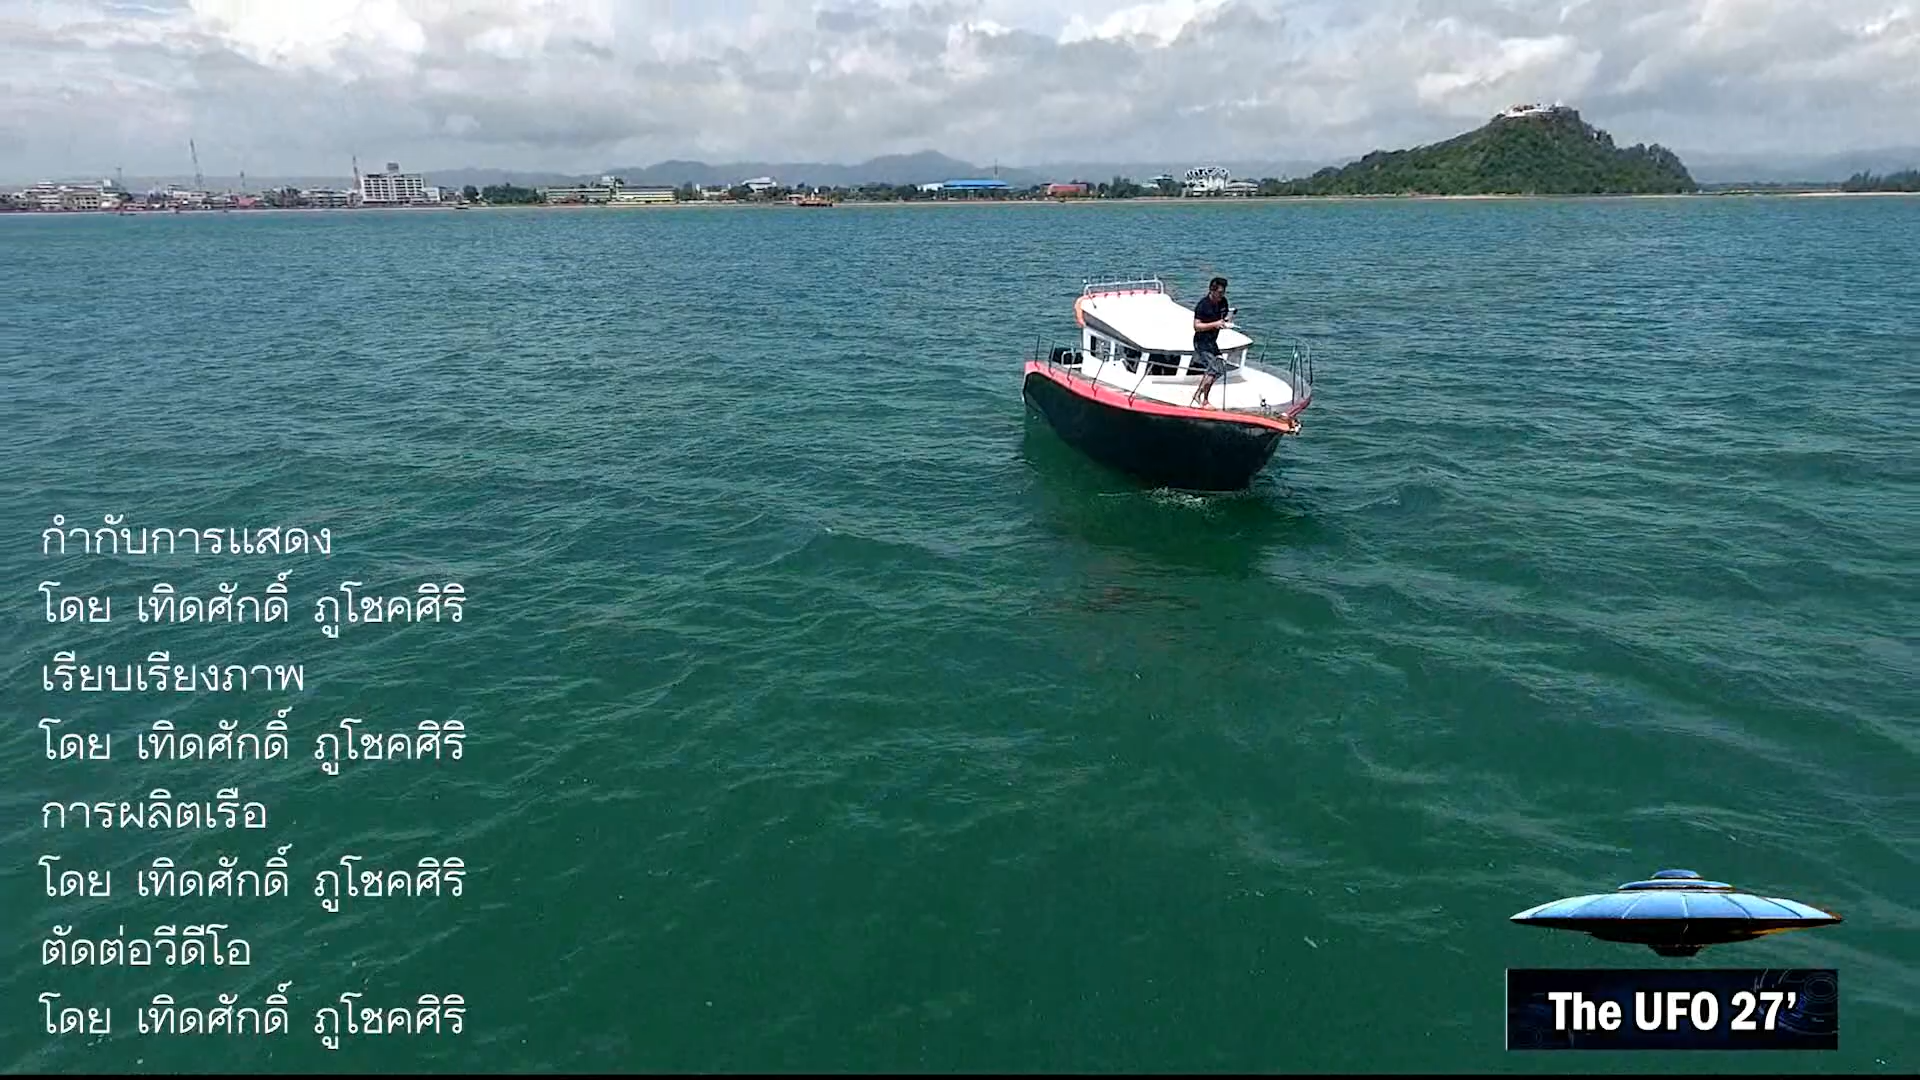 กำกับการแสดง
โดย เทิดศักดิ์ ภูโชคศิริ
เรียบเรียงภาพ
โดย เทิดศักดิ์ ภูโชคศิริ
การผลิตเรือ
โดย เทิดศักดิ์ ภูโชคศิริ
ตัดต่อวีดีโอ
โดย เทิดศักดิ์ ภูโชคศิริ
The UFO 27’